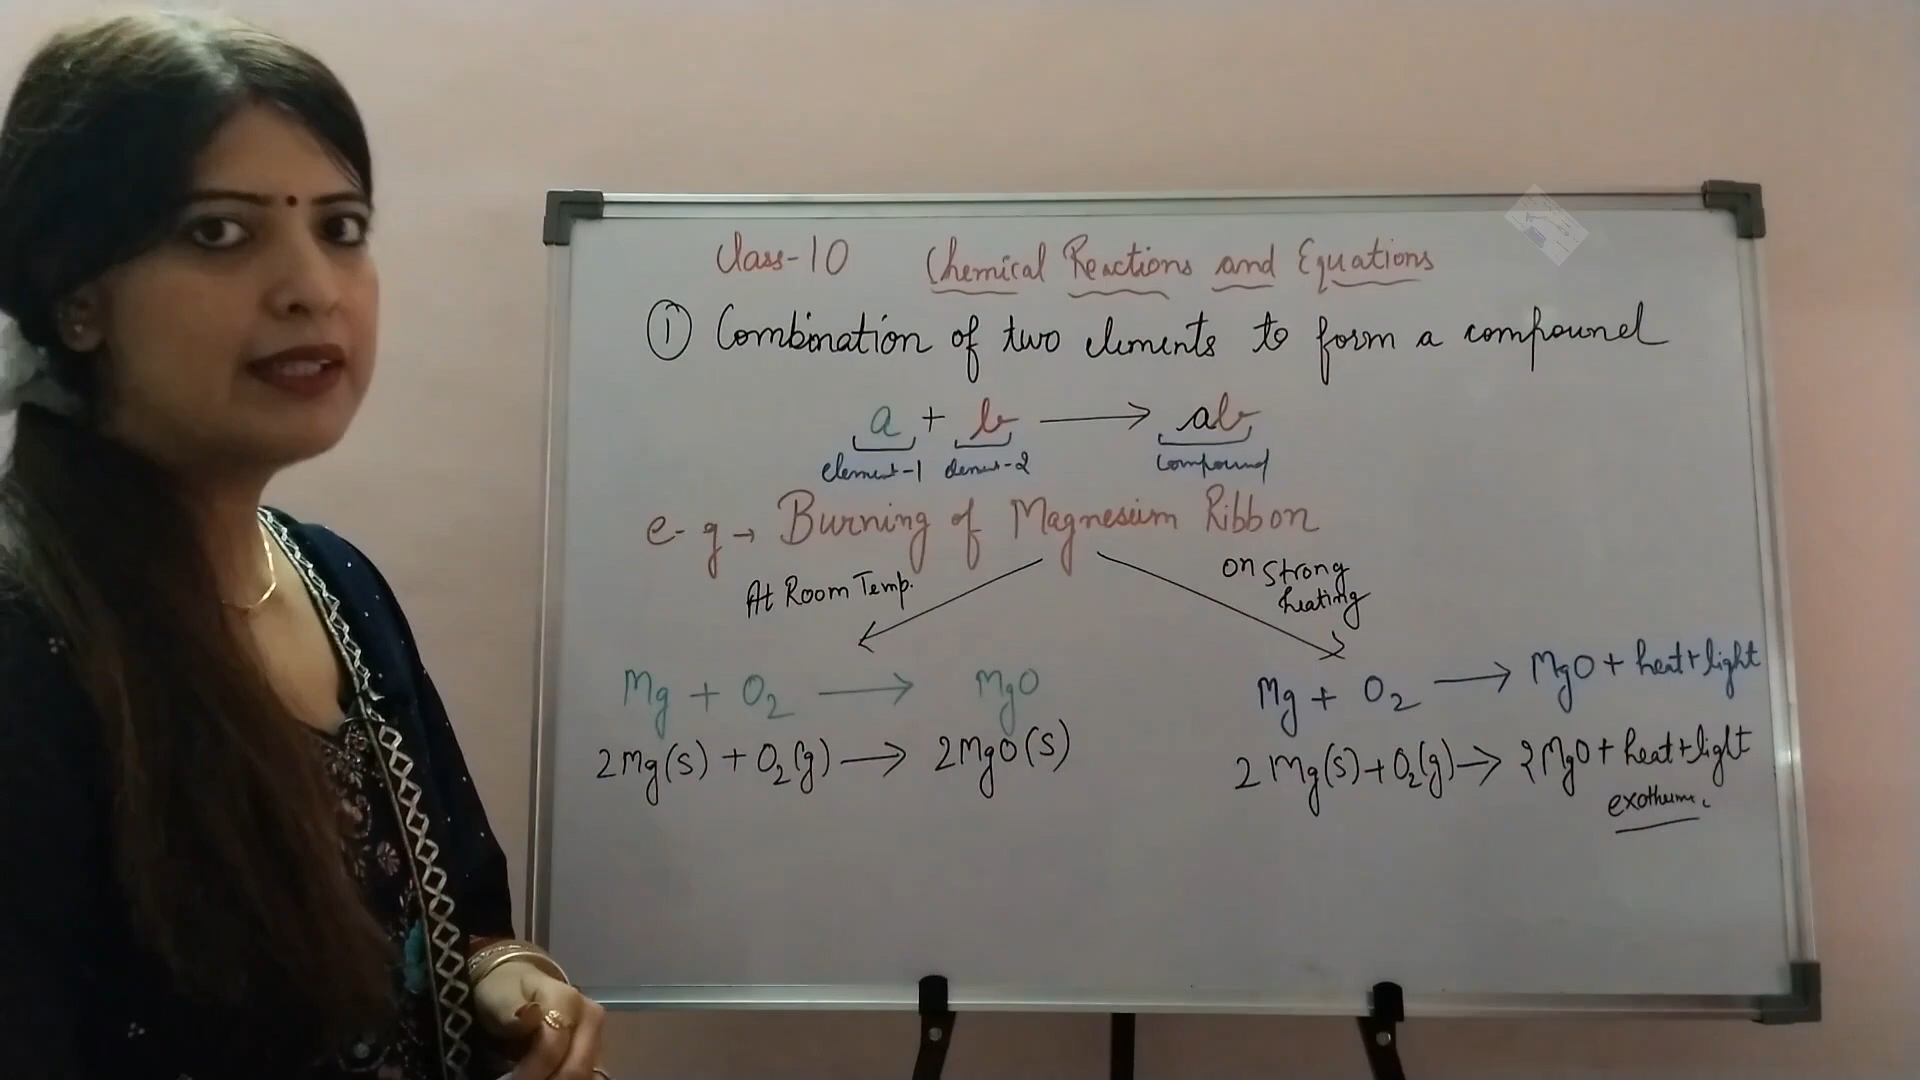 Class-10 Chemical Reactions and Equations
① Combination of two elements to form a compound
a + b ⟶ ab
element-1 element-2 compound
e-g → Burning of Magnesium Ribbon
At Room Temp.
On Strong
heating
Mg + O₂ ⟶ MgO
2Mg(s) + O₂(g) ⟶ 2MgO(s)
Mg + O₂ ⟶ MgO + heat + light
2Mg(s) + O₂(g) ⟶ 2MgO + heat + light
exothermic